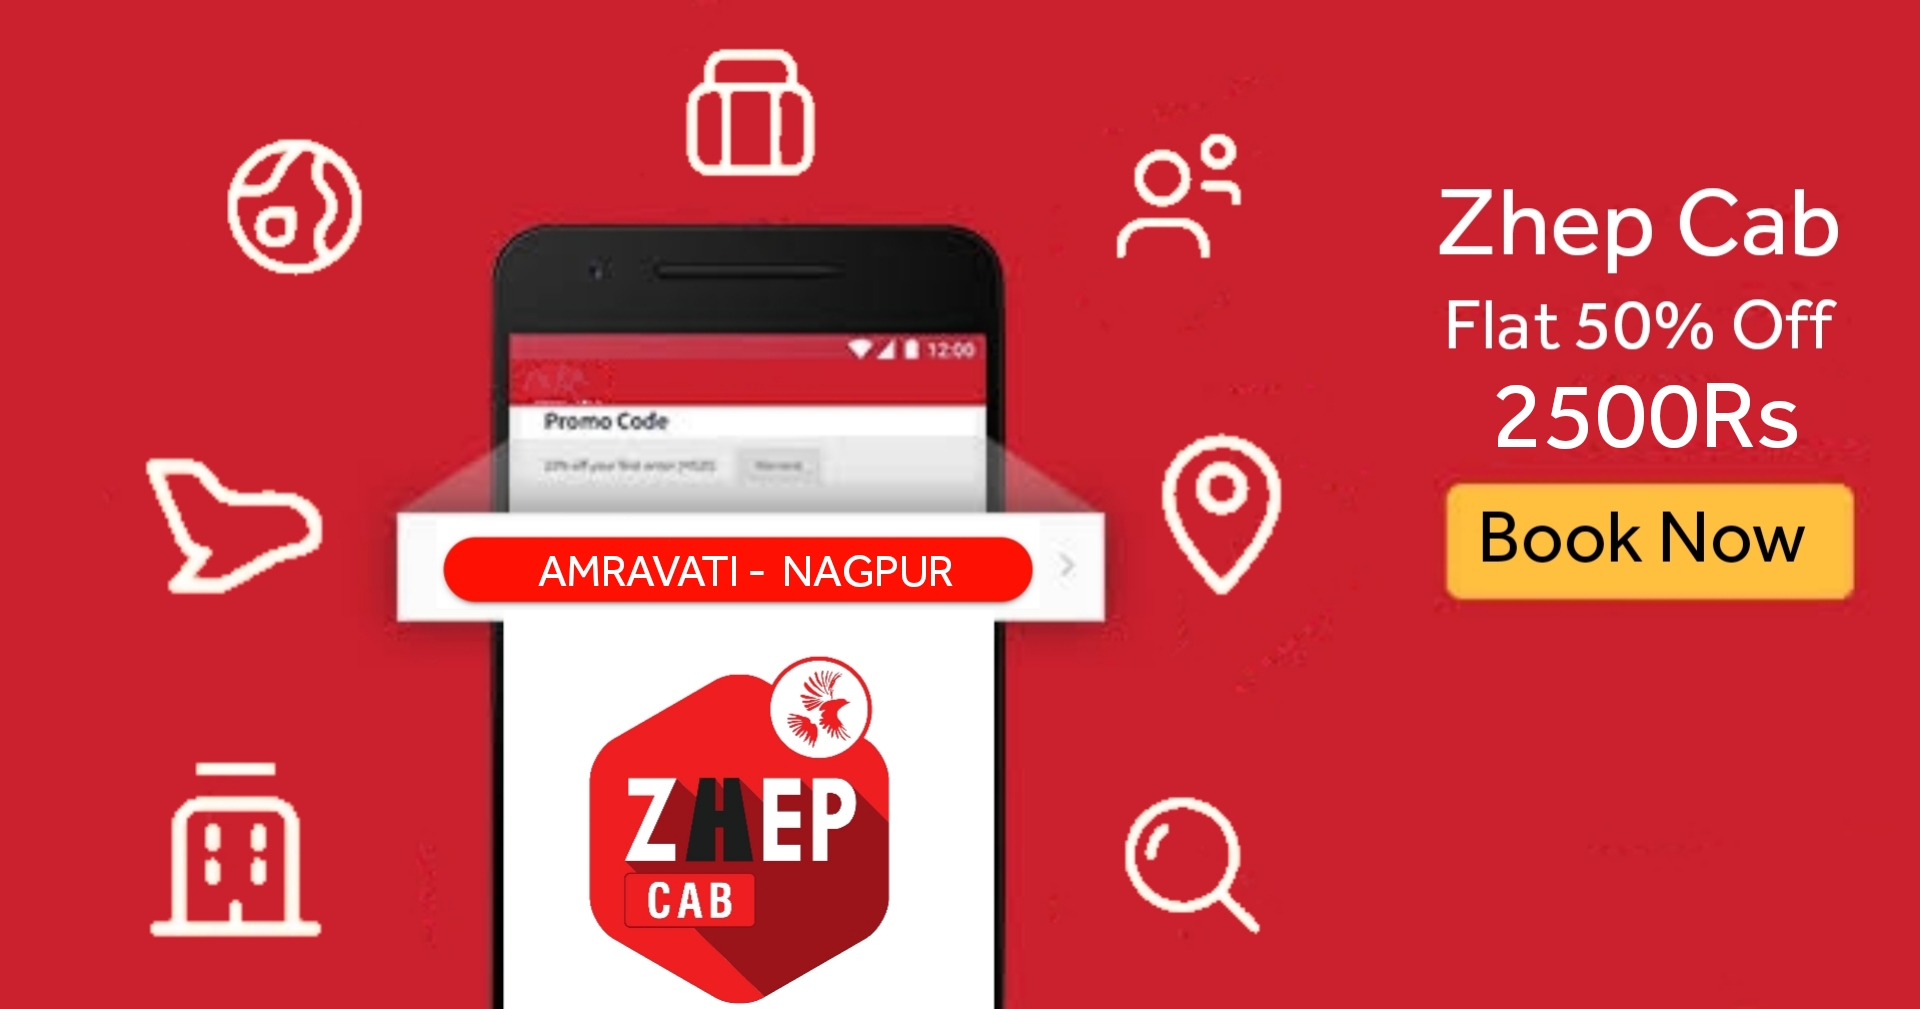 Zhep Cab
Flat 50% Off
2500Rs
Book Now
12:00
Promo Code
AMRAVATI - NAGPUR
ZHEP
CAB